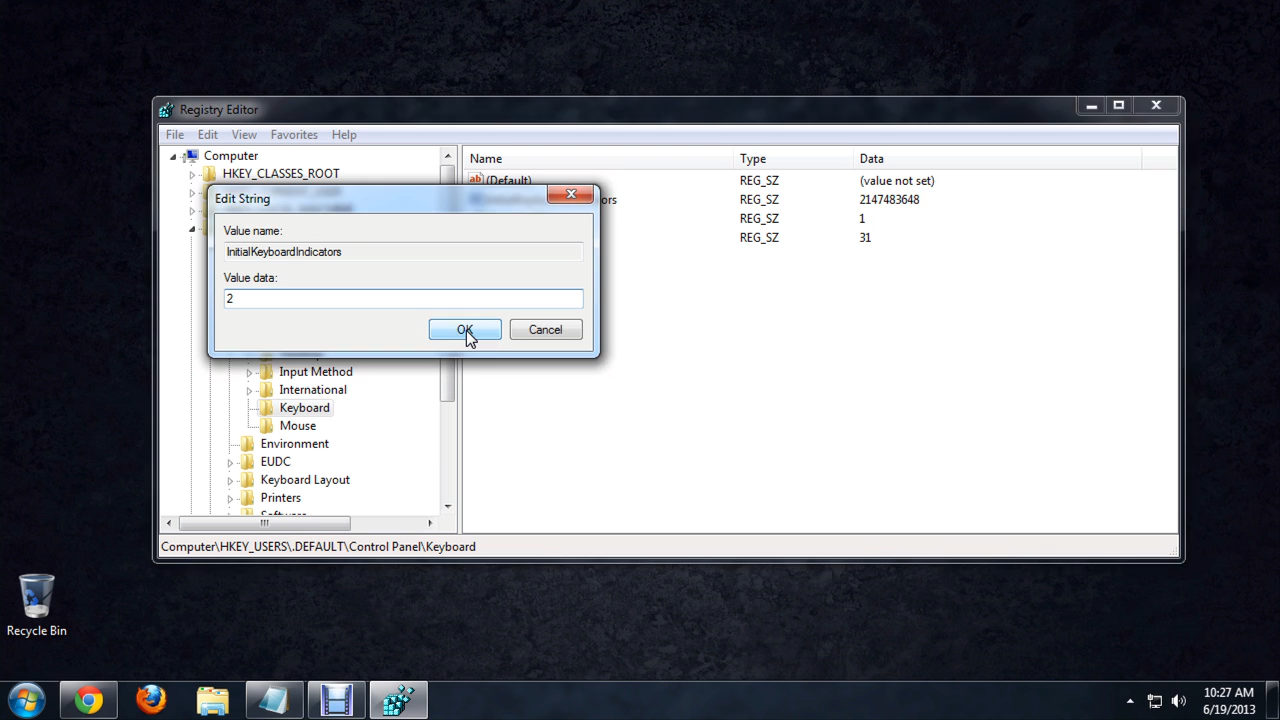 Registry Editor
File Edit View Favorites Help
Computer
HKEY_CLASSES_ROOT
Name Type Data
(Default) REG_SZ (value not set)
ors REG_SZ 2147483648
REG_SZ 1
REG_SZ 31
Edit String
Value name:
InitialKeyboardIndicators
Value data:
2
OK Cancel
Input Method
International
Keyboard
Mouse
Environment
EUDC
Keyboard Layout
Printers
Software
Computer\HKEY_USERS\.DEFAULT\Control Panel\Keyboard
Recycle Bin
10:27 AM
6/19/2013